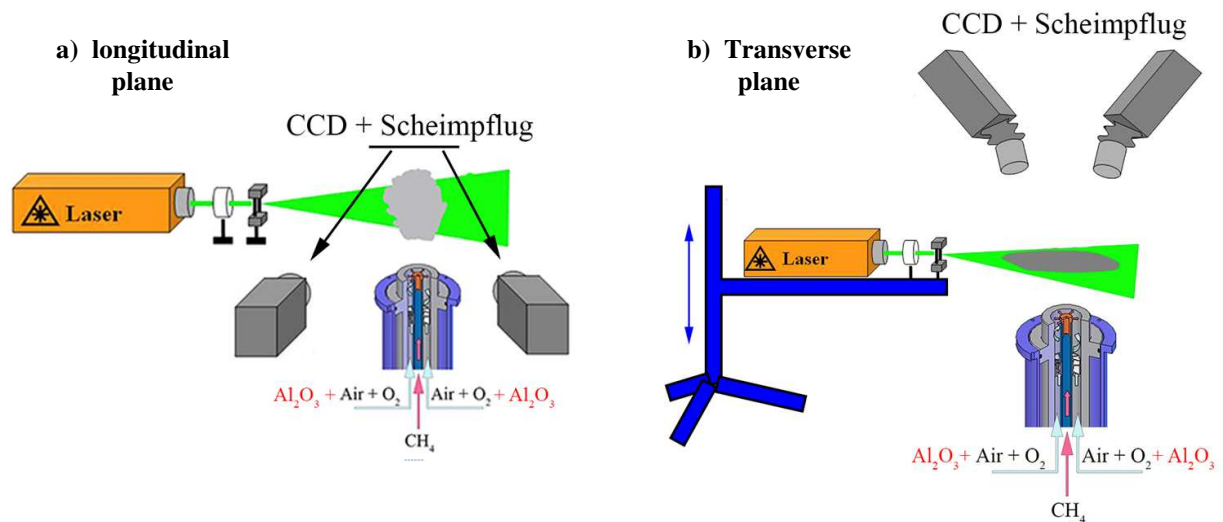 a) longitudinal
plane
CCD + Scheimpflug
Laser
Al₂O₃ + Air + O₂ Air + O₂ + Al₂O₃
CH₄
b) Transverse
plane
CCD + Scheimpflug
Laser
Al₂O₃+ Air + O₂ Air + O₂ + Al₂O₃
CH₄